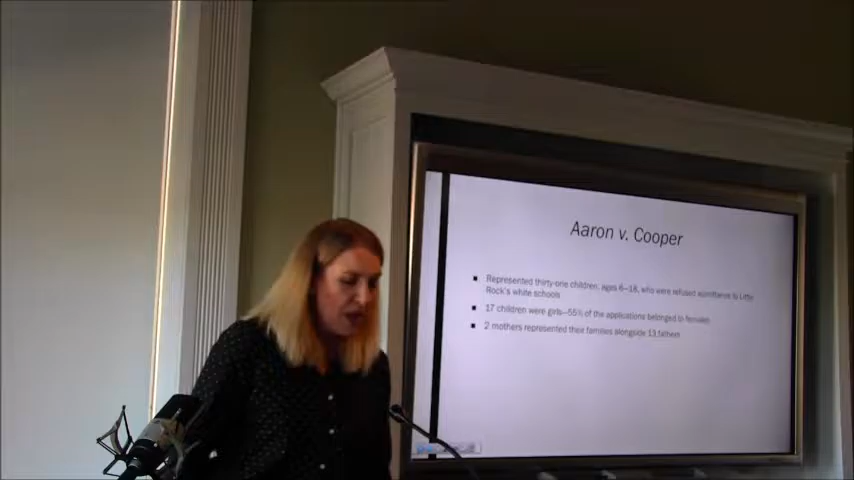 Aaron v. Cooper
■ Represented thirty-one children, ages 6–18, who were refused admittance to Little
Rock's white schools
■ 17 children were girls—55% of the applications belonged to females
■ 2 mothers represented their families alongside 13 fathers